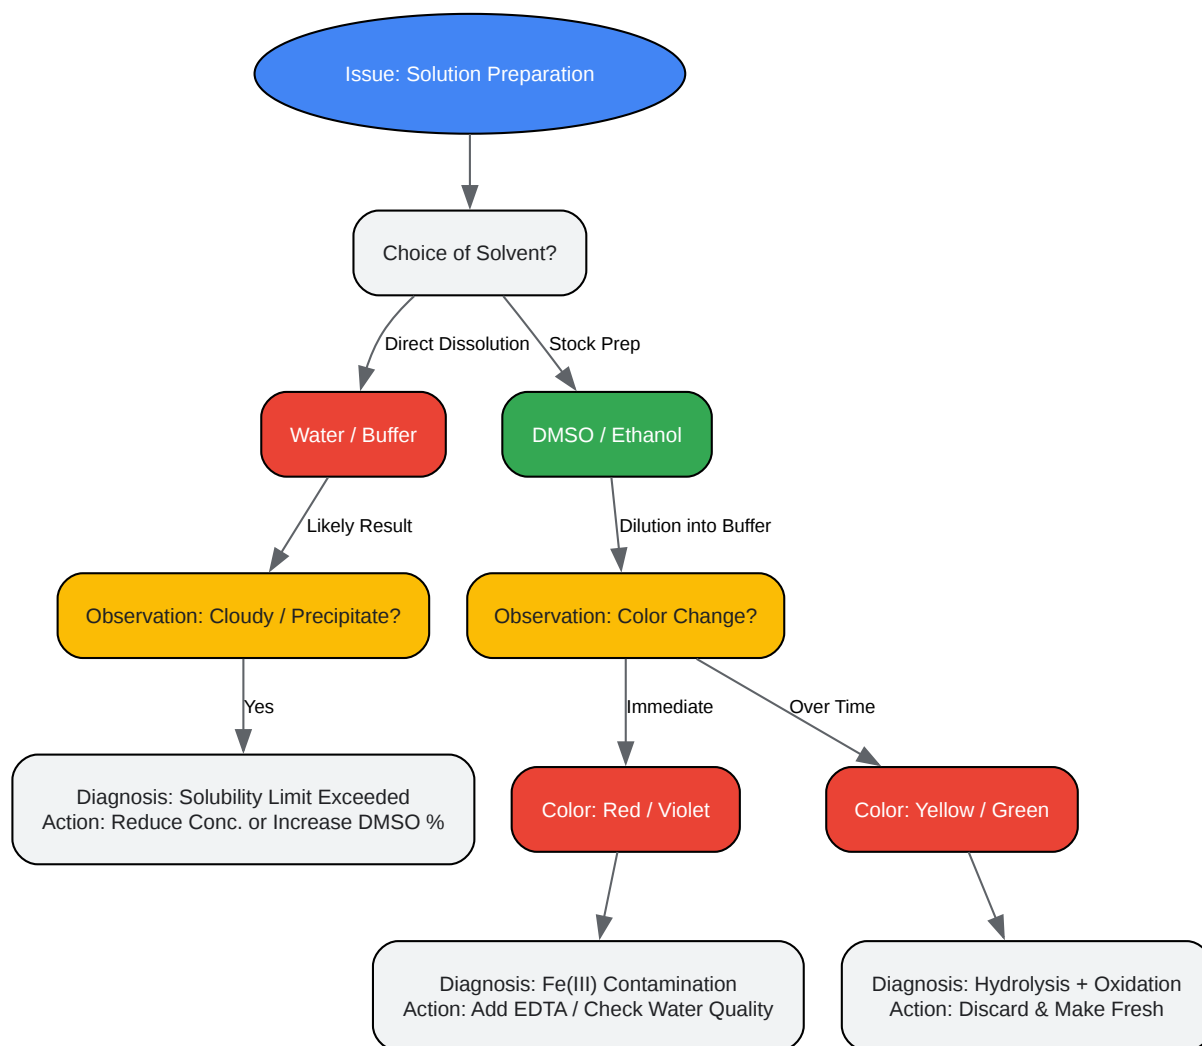 Issue: Solution Preparation
Choice of Solvent?
Direct Dissolution
Stock Prep
Water / Buffer
DMSO / Ethanol
Likely Result
Dilution into Buffer
Observation: Cloudy / Precipitate?
Observation: Color Change?
Yes
Immediate
Over Time
Diagnosis: Solubility Limit Exceeded
Action: Reduce Conc. or Increase DMSO %
Color: Red / Violet
Color: Yellow / Green
Diagnosis: Fe(III) Contamination
Action: Add EDTA / Check Water Quality
Diagnosis: Hydrolysis + Oxidation
Action: Discard & Make Fresh